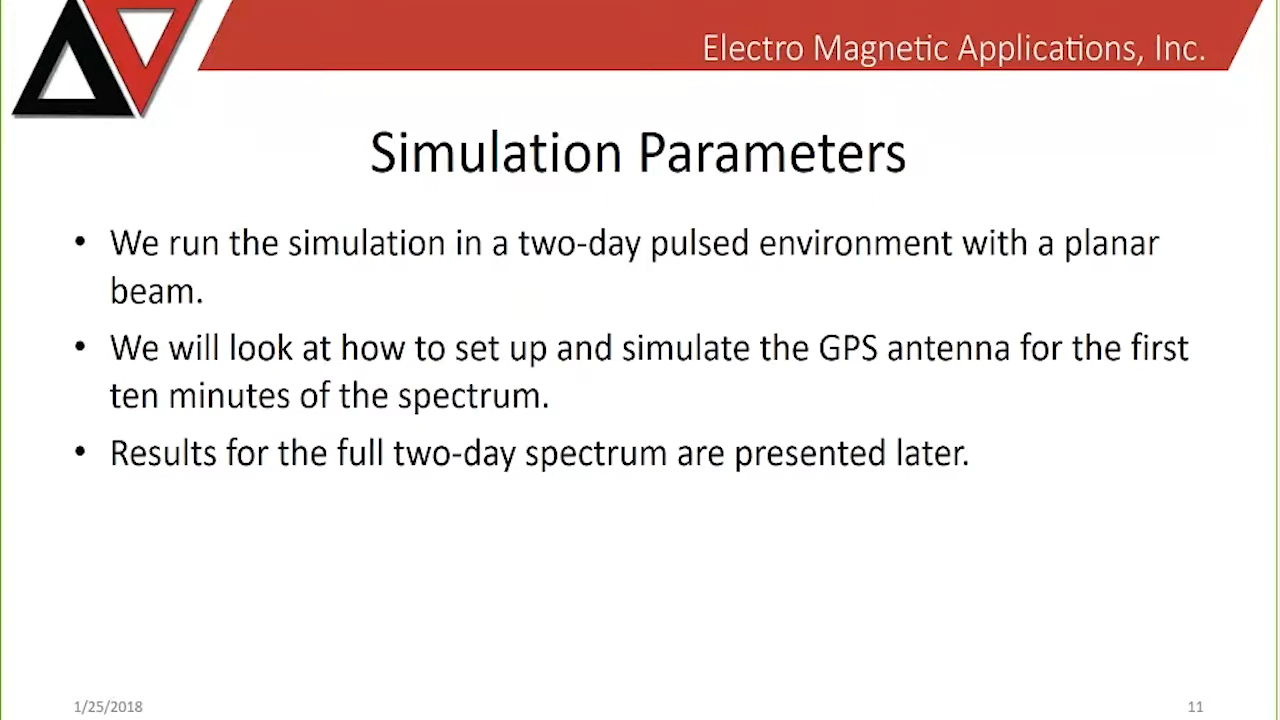 Electro Magnetic Applications, Inc.
Simulation Parameters
• We run the simulation in a two-day pulsed environment with a planar
beam.
• We will look at how to set up and simulate the GPS antenna for the first
ten minutes of the spectrum.
• Results for the full two-day spectrum are presented later.
1/25/2018
11